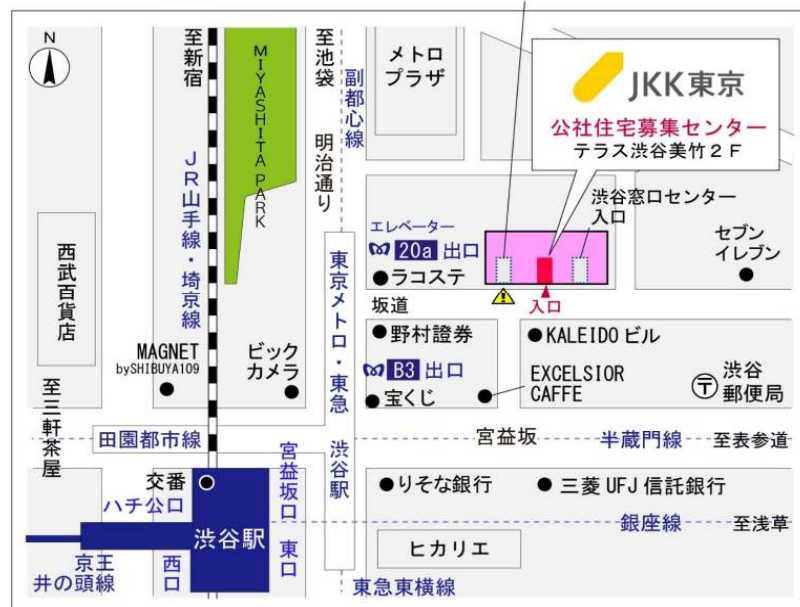 N
至新宿
MIYASHITA PARK
至池袋
副都心線
明治通り
メトロ
プラザ
JKK東京
公社住宅募集センター
テラス渋谷美竹2F
JR山手線・埼京線
渋谷窓口センター
入口
エレベーター
20a 出口
ラコステ
セブン
イレブン
西武百貨店
東京メトロ・東急 渋谷駅
坂道
!
入口
野村證券
KALEIDOビル
MAGNET
bySHIBUYA109
ビック
カメラ
B3 出口
EXCELSIOR
CAFFE
〒
渋谷
郵便局
宝くじ
至三軒茶屋
田園都市線
宮益坂
半蔵門線
至表参道
宮益坂口
交番
りそな銀行
三菱UFJ信託銀行
ハチ公口
渋谷駅
銀座線
至浅草
東口
西口
ヒカリエ
京王
井の頭線
東急東横線